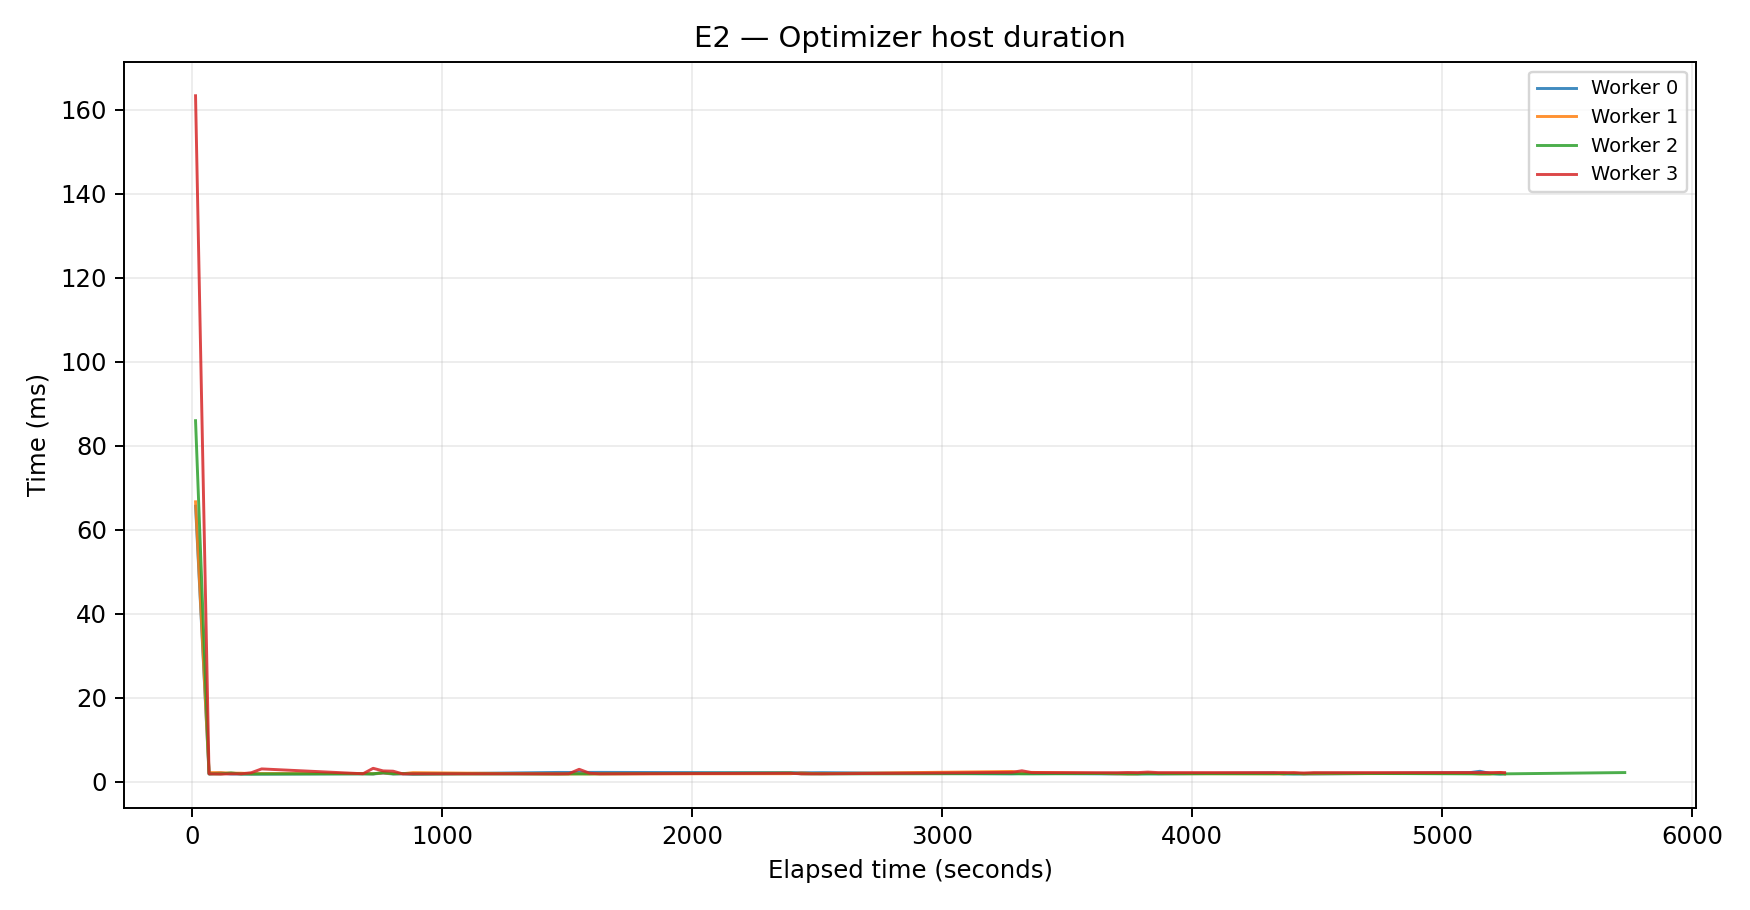 E2 — Optimizer host duration
Worker 0
Worker 1
Worker 2
Worker 3
Time (ms)
160
140
120
100
80
60
40
20
0
0 1000 2000 3000 4000 5000 6000
Elapsed time (seconds)